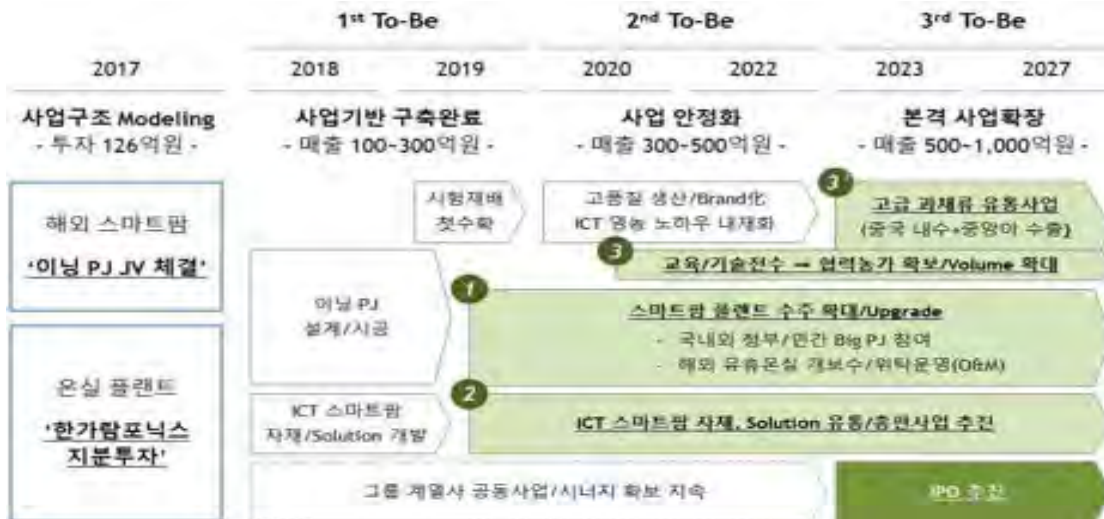 1st To-Be 2nd To-Be 3rd To-Be
2017 2018 2019 2020 2022 2023 2027
사업구조 Modeling
- 투자 126억원 -
사업기반 구축완료
- 매출 100~300억원 -
사업 안정화
- 매출 300~500억원 -
본격 사업확장
- 매출 500~1,000억원 -
해외 스마트팜
'이닝 PJ JV 체결'
온실 플랜트
'한가람포닉스
지분투자'
시험재배
첫수확
고품질 생산/Brand化
ICT 영농 노하우 내재화
3'
고급 과채류 유통사업
(중국 내수+중앙아 수출)
3
교육/기술전수 → 협력농가 확보/Volume 확대
이닝 PJ
설계/시공
1
스마트팜 플랜트 수주 확대/Upgrade
- 국내외 정부/민간 Big PJ 참여
- 해외 유휴온실 개보수/위탁운영(O&M)
ICT 스마트팜
자재/Solution 개발
2
ICT 스마트팜 자재, Solution 유통/총판사업 추진
그룹 계열사 공동사업/시너지 확보 지속
IPO 추진